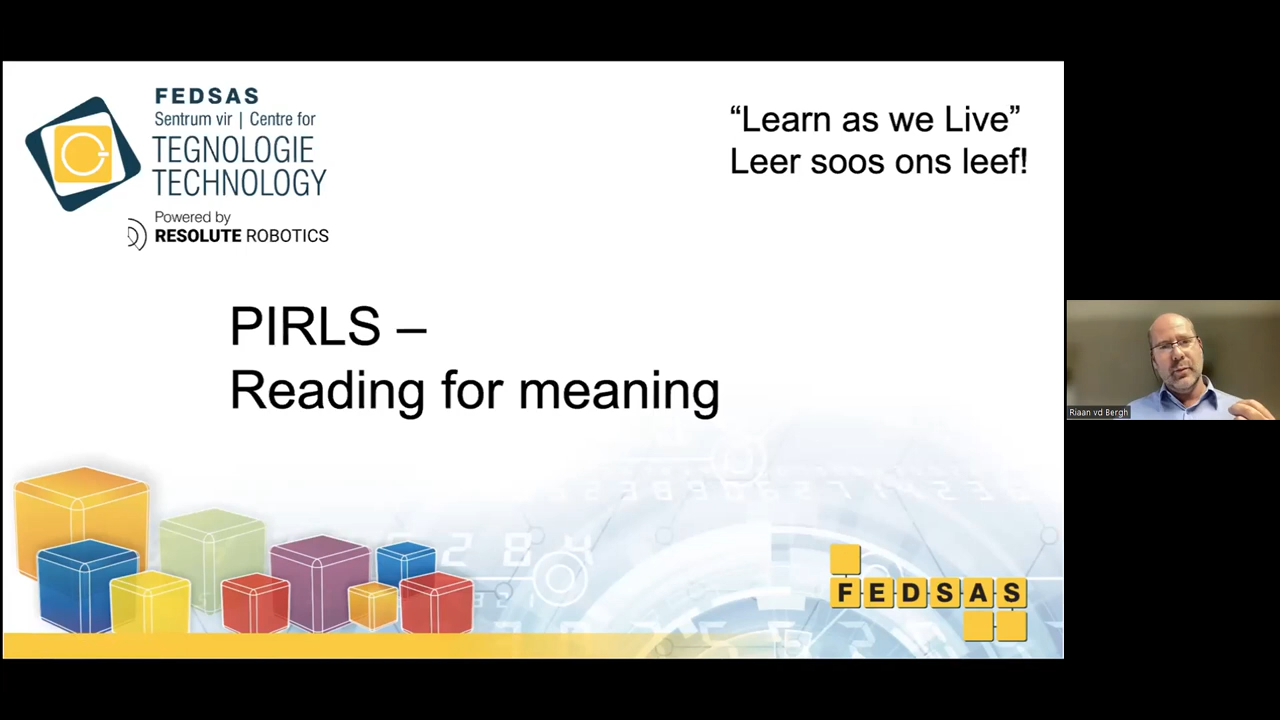 FEDSAS
Sentrum vir | Centre for
TEGNOLOGIE
TECHNOLOGY
Powered by
RESOLUTE ROBOTICS
“Learn as we Live”
Leer soos ons leef!
PIRLS –
Reading for meaning
Riaan vd Bergh
FEDSAS